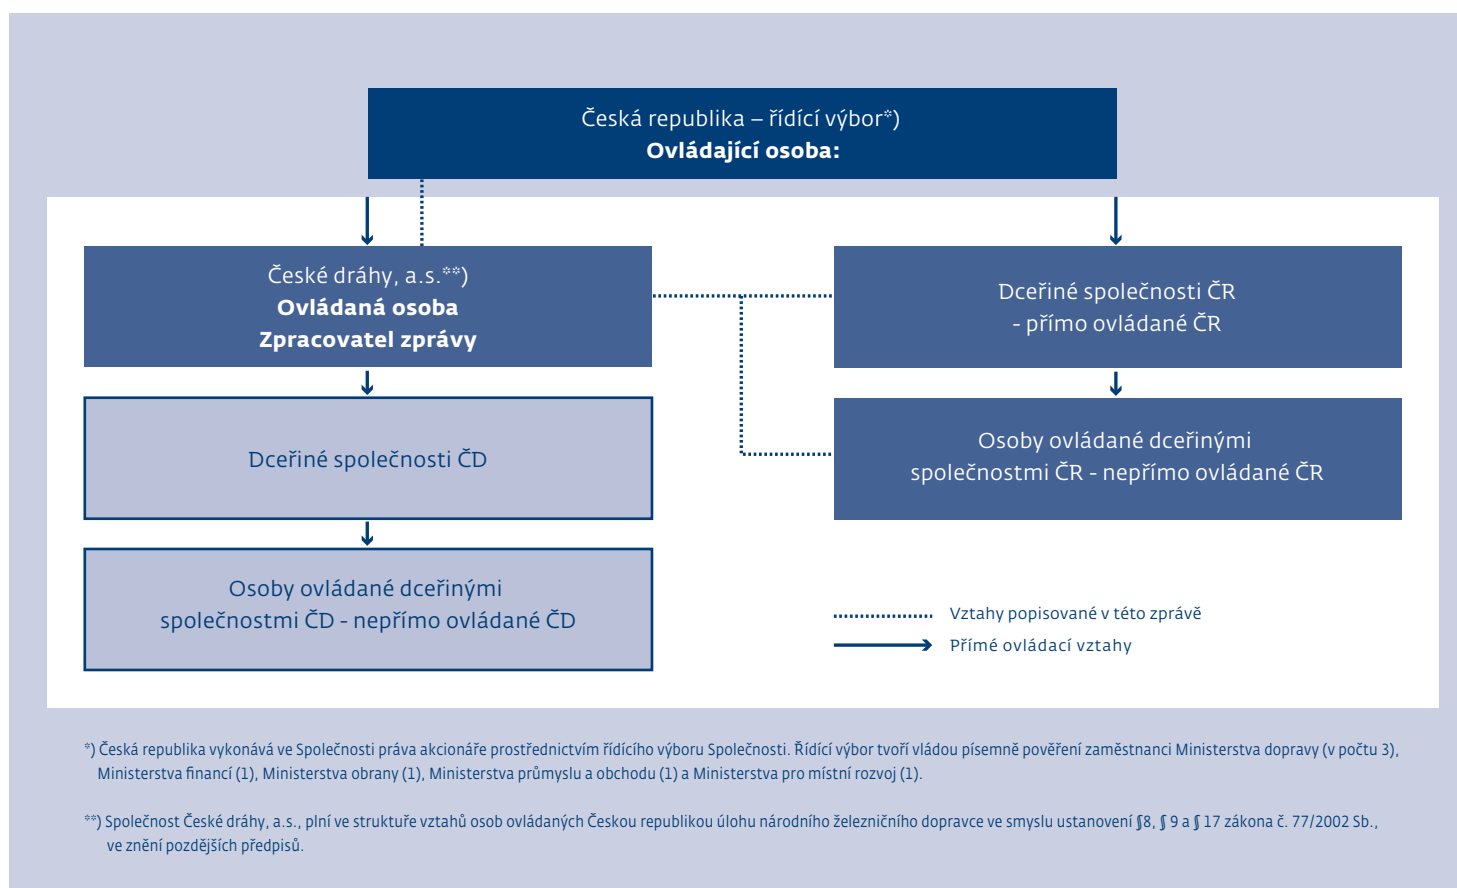 Česká republika – řídící výbor*)
Ovládající osoba:
České dráhy, a.s.**)
Ovládaná osoba
Zpracovatel zprávy
Dceřiné společnosti ČR
- přímo ovládané ČR
Dceřiné společnosti ČD
Osoby ovládané dceřinými
společnostmi ČR - nepřímo ovládané ČR
Osoby ovládané dceřinými
společnostmi ČD - nepřímo ovládané ČD
Vztahy popisované v této zprávě
Přímé ovládací vztahy
*) Česká republika vykonává ve Společnosti práva akcionáře prostřednictvím řídícího výboru Společnosti. Řídící výbor tvoří vládou písemně pověření zaměstnanci Ministerstva dopravy (v počtu 3),
Ministerstva financí (1), Ministerstva obrany (1), Ministerstva průmyslu a obchodu (1) a Ministerstva pro místní rozvoj (1).
**) Společnost České dráhy, a.s., plní ve struktuře vztahů osob ovládaných Českou republikou úlohu národního železničního dopravce ve smyslu ustanovení §8, § 9 a § 17 zákona č. 77/2002 Sb.,
ve znění pozdějších předpisů.